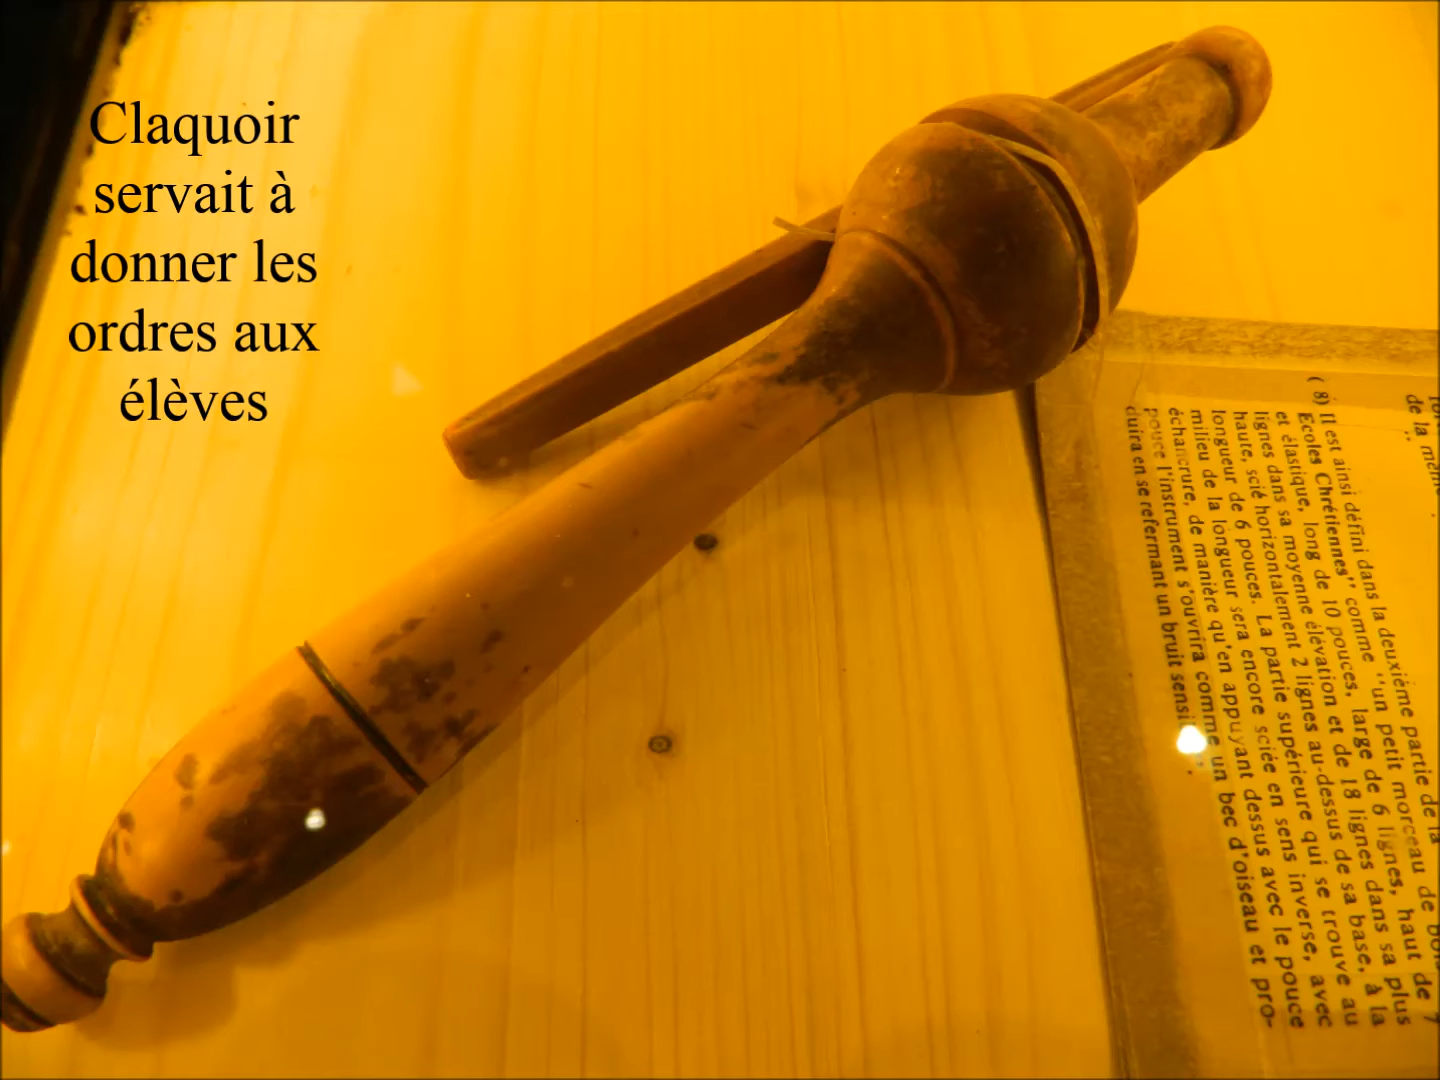 Claquoir
servait à
donner les
ordres aux
élèves
de la même
(8) Il est ainsi défini dans la deuxième partie de la
Ecoles Chrétiennes" comme "un petit morceau de bois
et élastique, long de 10 pouces, large de 6 lignes, haut de 7
lignes dans sa moyenne élévation et de 18 lignes dans sa plus
haute, scié horizontalement 2 lignes au-dessus de sa base, à la
longueur de 6 pouces. La partie supérieure qui se trouve au
milieu de la longueur sera encore sciée en sens inverse, avec
échancrure, de manière qu'en appuyant dessus avec le pouce
pouce l'instrument s'ouvrira comme un bec d'oiseau et pro-
duira en se refermant un bruit sensi